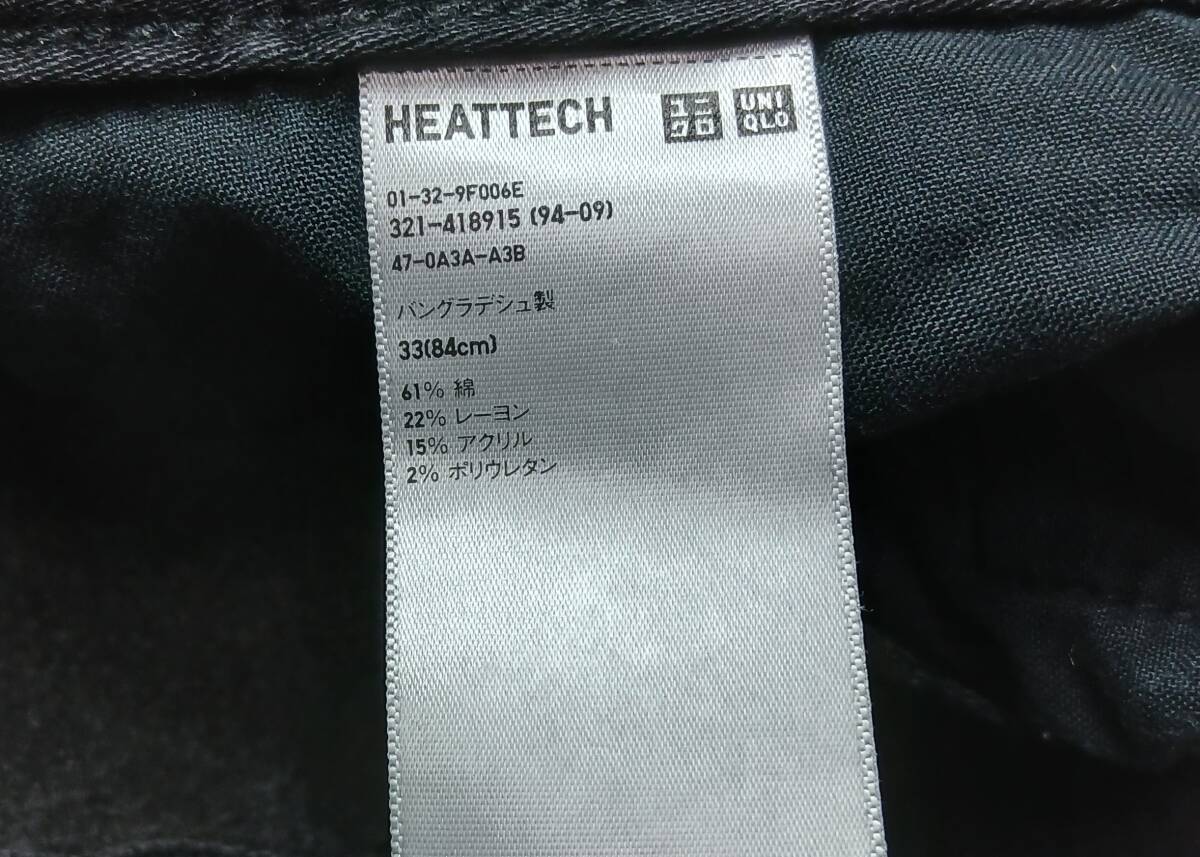 HEATTECH ユニクロ UNIQLO
01-32-9F006E
321-418915 (94-09)
47-0A3A-A3B
バングラデシュ製
33(84cm)
61% 綿
22% レーヨン
15% アクリル
2% ポリウレタン